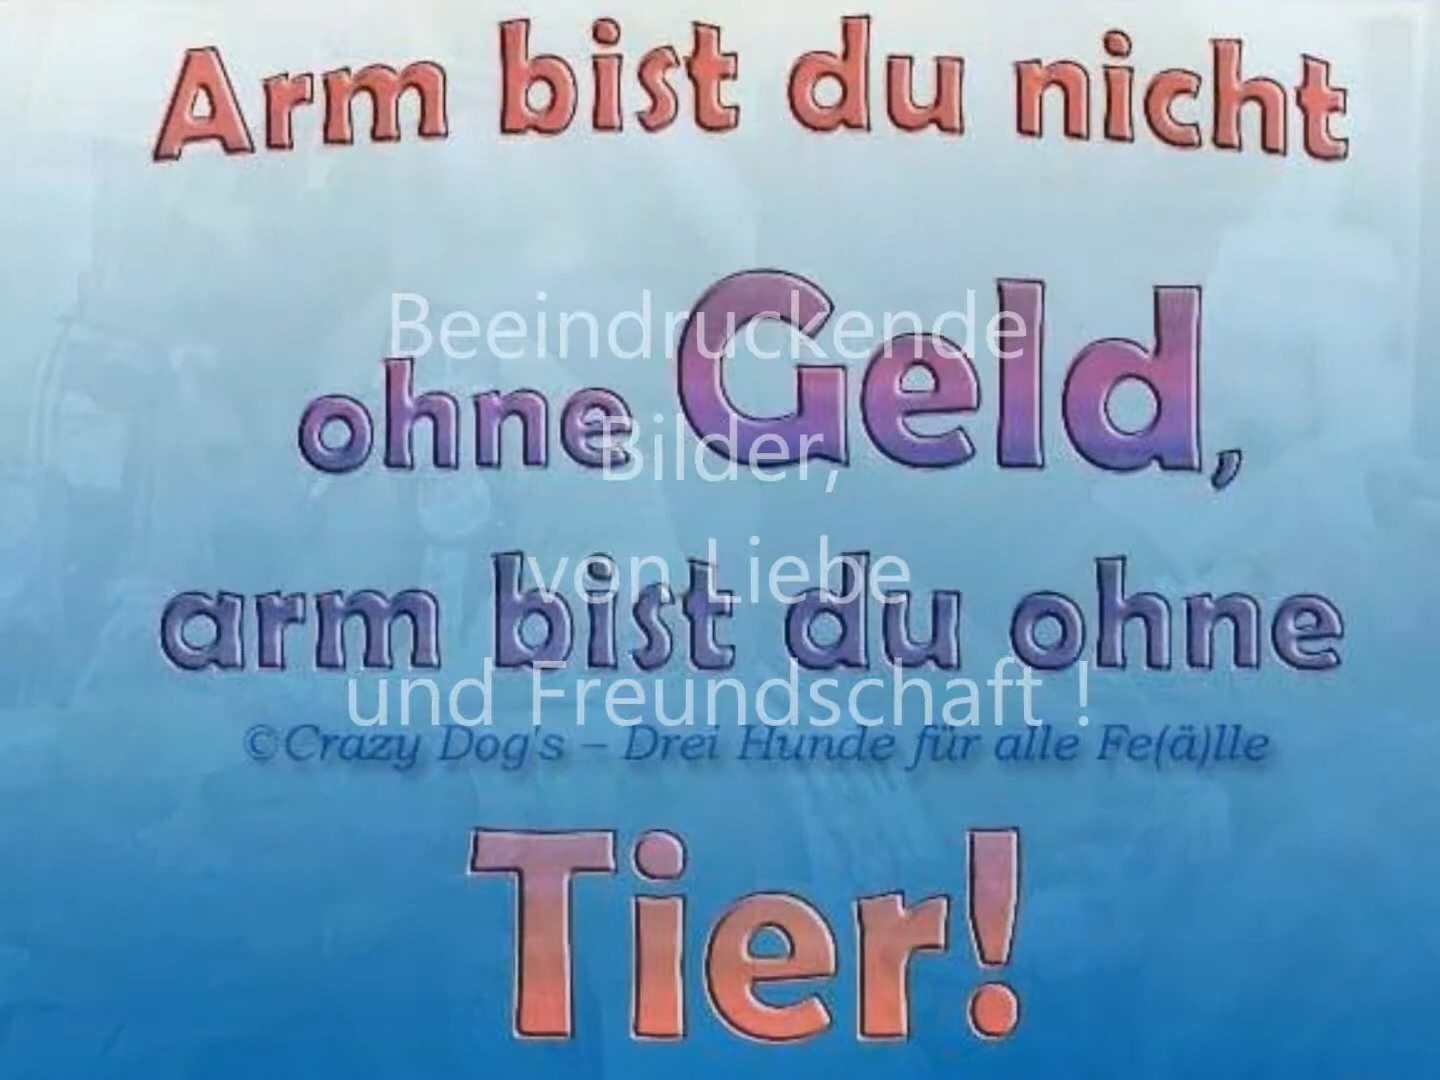 Arm bist du nicht
ohne Geld,
arm bist du ohne
Tier!
Beeindruckende
Bilder,
von Liebe
und Freundschaft !
©Crazy Dog's – Drei Hunde für alle Fe(ä)lle